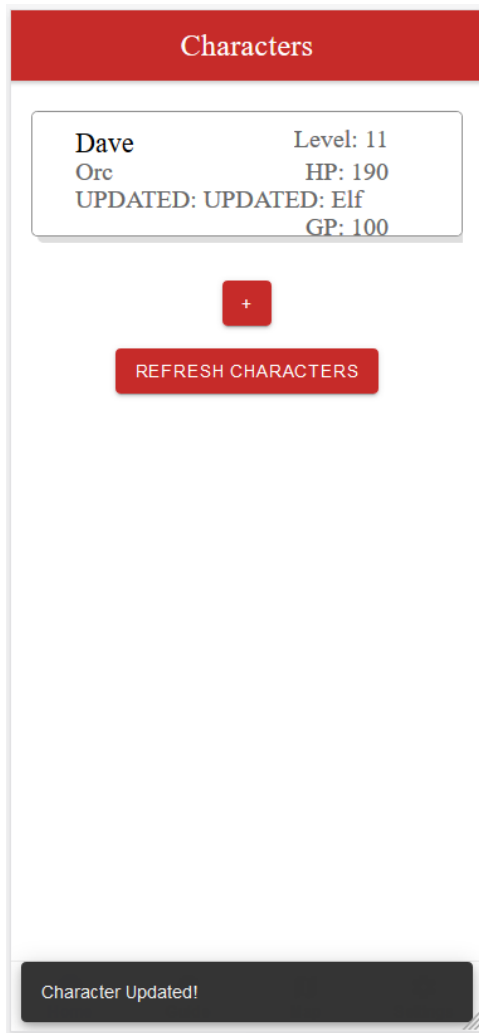 Characters
Dave Level: 11
Orc HP: 190
UPDATED: UPDATED: Elf
GP: 100
+
REFRESH CHARACTERS
Character Updated!